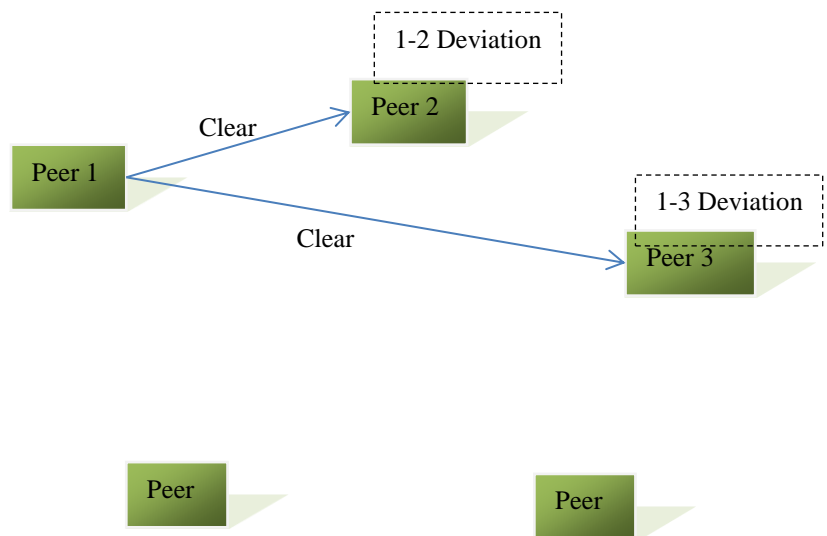 1-2 Deviation
Peer 2
Clear
Peer 1
1-3 Deviation
Clear
Peer 3
Peer
Peer